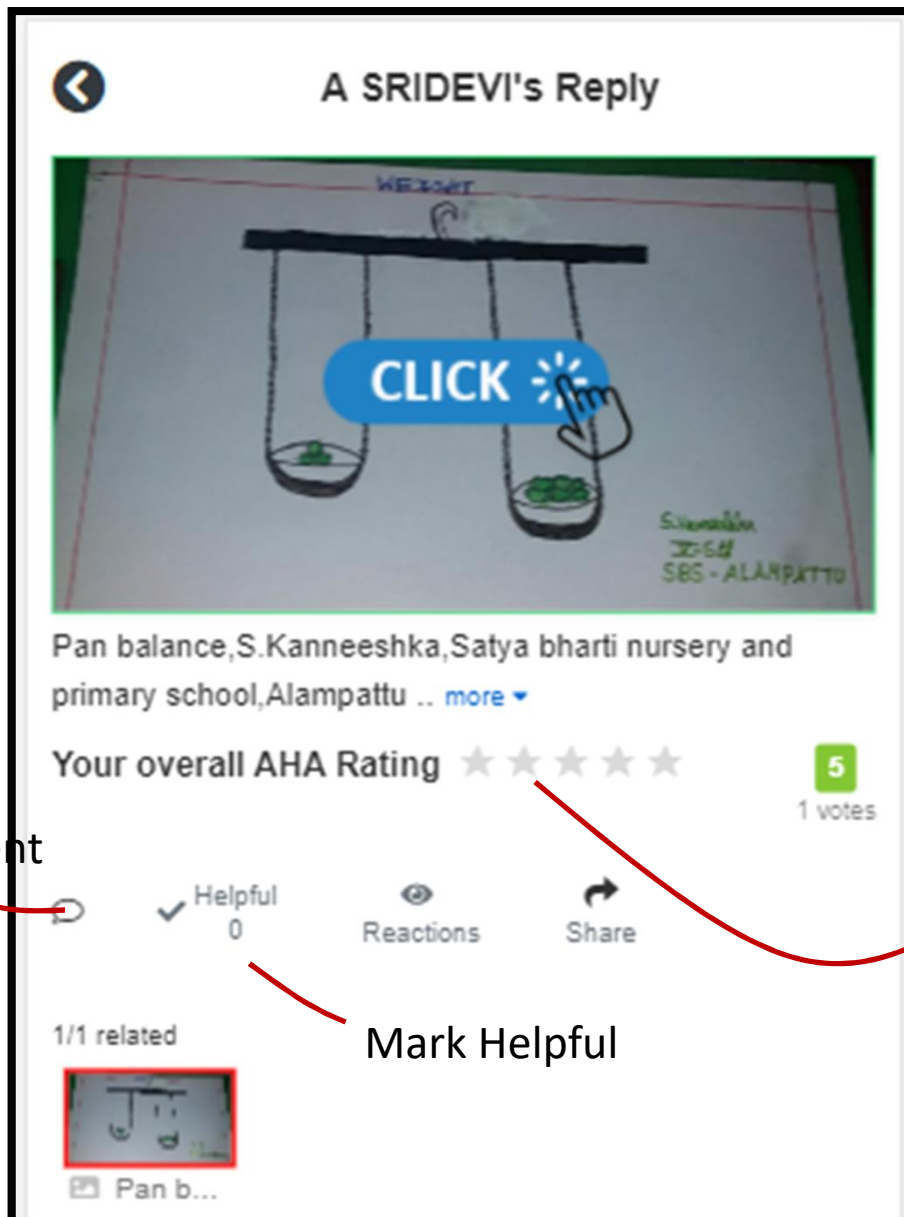 A SRIDEVI's Reply
WEIGHT
CLICK
SBS - ALAMPATTU
Pan balance,S.Kanneeshka,Satya bharti nursery and
primary school,Alampattu .. more
Your overall AHA Rating
5
1 votes
nt
Helpful
0
Reactions
Share
Mark Helpful
1/1 related
Pan b...